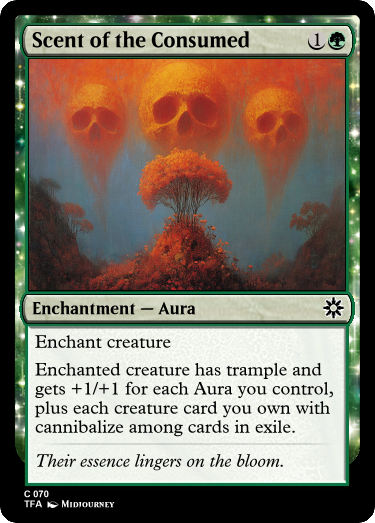 Scent of the Consumed 1
Enchantment — Aura
Enchant creature
Enchanted creature has trample and
gets +1/+1 for each Aura you control,
plus each creature card you own with
cannibalize among cards in exile.
Their essence lingers on the bloom.
C 070
TFA Midjourney